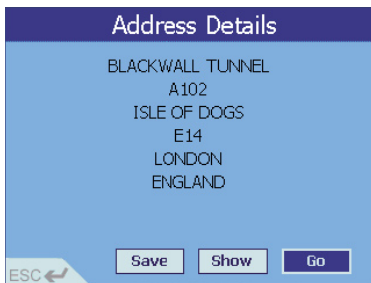 Address Details
BLACKWALL TUNNEL
A102
ISLE OF DOGS
E14
LONDON
ENGLAND
Save Show Go
ESC